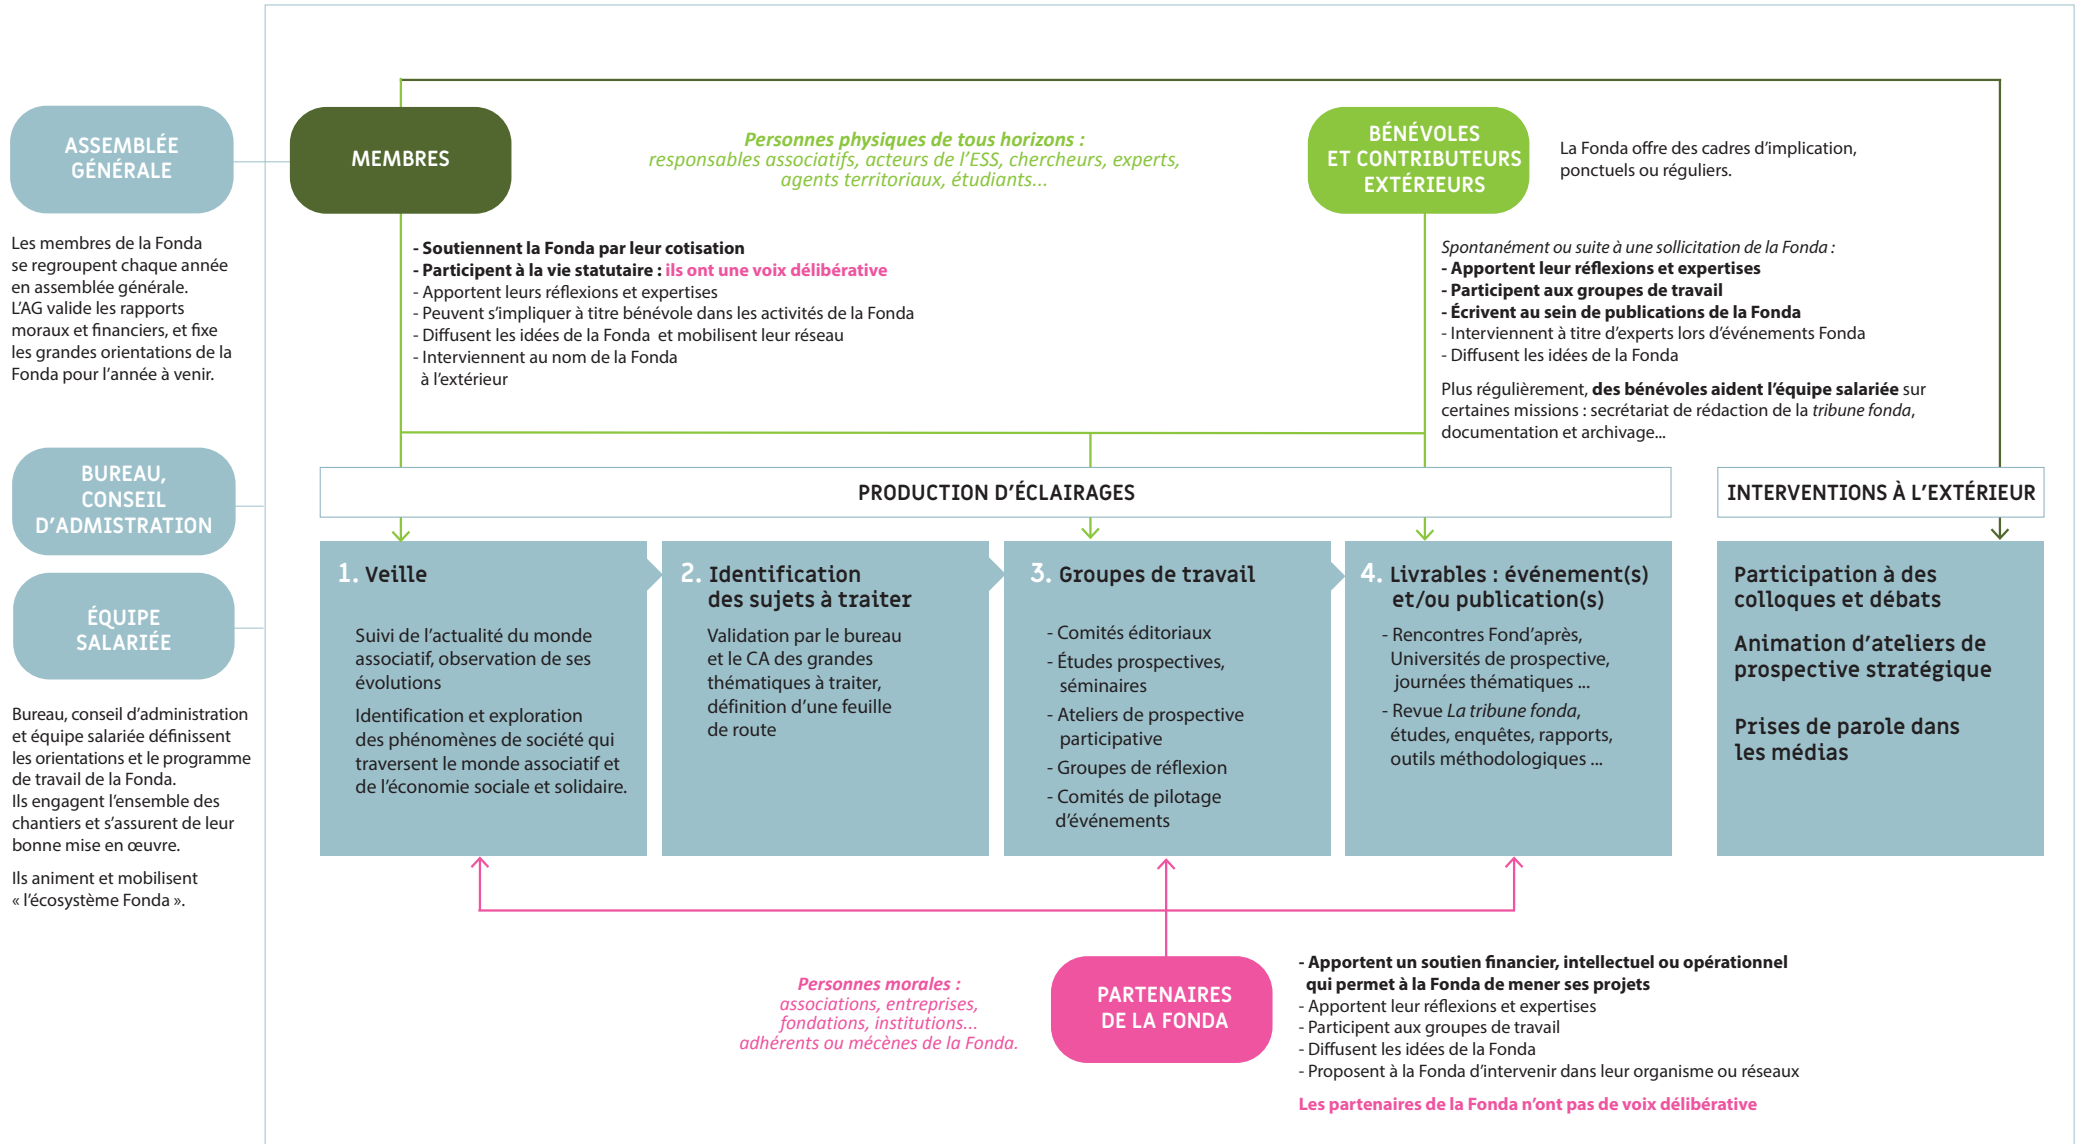 ASSEMBLÉE
GÉNÉRALE
Les membres de la Fonda
se regroupent chaque année
en assemblée générale.
L'AG valide les rapports
moraux et financiers, et fixe
les grandes orientations de la
Fonda pour l'année à venir.
BUREAU,
CONSEIL
D'ADMISTRATION
ÉQUIPE
SALARIÉE
Bureau, conseil d'administration
et équipe salariée définissent
les orientations et le programme
de travail de la Fonda.
Ils engagent l'ensemble des
chantiers et s'assurent de leur
bonne mise en œuvre.
Ils animent et mobilisent
« l'écosystème Fonda ».
MEMBRES
Personnes physiques de tous horizons :
responsables associatifs, acteurs de l'ESS, chercheurs, experts,
agents territoriaux, étudiants...
BÉNÉVOLES
ET CONTRIBUTEURS
EXTÉRIEURS
La Fonda offre des cadres d'implication,
ponctuels ou réguliers.
- Soutiennent la Fonda par leur cotisation
- Participent à la vie statutaire : ils ont une voix délibérative
- Apportent leurs réflexions et expertises
- Peuvent s'impliquer à titre bénévole dans les activités de la Fonda
- Diffusent les idées de la Fonda et mobilisent leur réseau
- Interviennent au nom de la Fonda
à l'extérieur
Spontanément ou suite à une sollicitation de la Fonda :
- Apportent leur réflexions et expertises
- Participent aux groupes de travail
- Écrivent au sein de publications de la Fonda
- Interviennent à titre d'experts lors d'événements Fonda
- Diffusent les idées de la Fonda
Plus régulièrement, des bénévoles aident l'équipe salariée sur
certaines missions : secrétariat de rédaction de la tribune fonda,
documentation et archivage...
PRODUCTION D'ÉCLAIRAGES
INTERVENTIONS À L'EXTÉRIEUR
1. Veille
Suivi de l'actualité du monde
associatif, observation de ses
évolutions
Identification et exploration
des phénomènes de société qui
traversent le monde associatif et
de l'économie sociale et solidaire.
2. Identification
des sujets à traiter
Validation par le bureau
et le CA des grandes
thématiques à traiter,
définition d'une feuille
de route
3. Groupes de travail
- Comités éditoriaux
- Études prospectives,
séminaires
- Ateliers de prospective
participative
- Groupes de réflexion
- Comités de pilotage
d'événements
4. Livrables : événement(s)
et/ou publication(s)
- Rencontres Fond'après,
Universités de prospective,
journées thématiques ...
- Revue La tribune fonda,
études, enquêtes, rapports,
outils méthodologiques ...
Participation à des
colloques et débats
Animation d'ateliers de
prospective stratégique
Prises de parole dans
les médias
Personnes morales :
associations, entreprises,
fondations, institutions...
adhérents ou mécènes de la Fonda.
PARTENAIRES
DE LA FONDA
- Apportent un soutien financier, intellectuel ou opérationnel
qui permet à la Fonda de mener ses projets
- Apportent leur réflexions et expertises
- Participent aux groupes de travail
- Diffusent les idées de la Fonda
- Proposent à la Fonda d'intervenir dans leur organisme ou réseaux
Les partenaires de la Fonda n'ont pas de voix délibérative